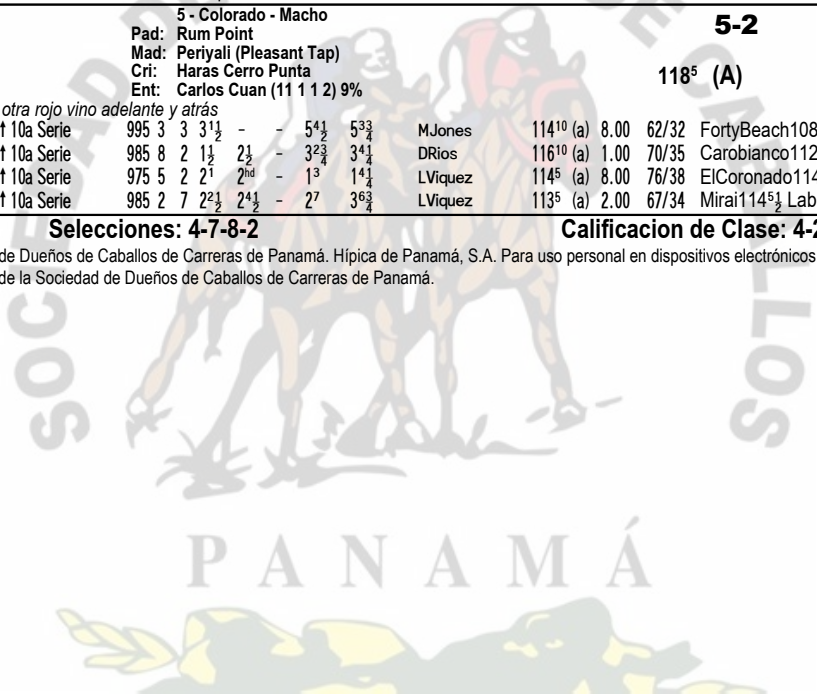 5 - Colorado - Macho
Pad: Rum Point
Mad: Periyali (Pleasant Tap)
Cri: Haras Cerro Punta
Ent: Carlos Cuan (11 1 1 2) 9%
5-2
118⁵ (A)
otra rojo vino adelante y atrás
↑ 10a Serie 995 3 3 3¹½ - - 5⁴½ 5³¾ MJones 114¹⁰ (a) 8.00 62/32 FortyBeach108
↑ 10a Serie 985 8 2 1½ 2½ - 3²¾ 3⁴¼ DRios 116¹⁰ (a) 1.00 70/35 Carobianco112
↑ 10a Serie 975 5 2 2¹ 2ʰᵈ - 1³ 1⁴¼ LViquez 114⁵ (a) 8.00 76/38 ElCoronado114
↑ 10a Serie 985 2 7 2²½ 2⁴½ - 2⁷ 3⁶¾ LViquez 113⁵ (a) 2.00 67/34 Mirai114⁵½ Lab
Selecciones: 4-7-8-2 Calificacion de Clase: 4-2
de Dueños de Caballos de Carreras de Panamá. Hípica de Panamá, S.A. Para uso personal en dispositivos electrónicos
de la Sociedad de Dueños de Caballos de Carreras de Panamá.
SOCIEDAD DE CABALLOS
PANAMÁ